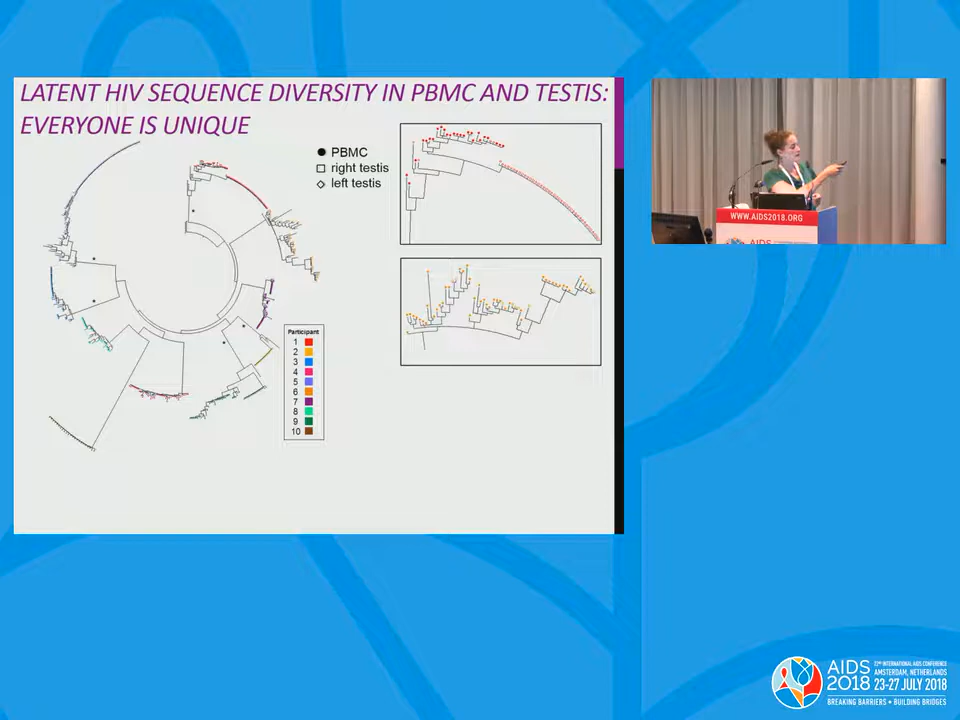 LATENT HIV SEQUENCE DIVERSITY IN PBMC AND TESTIS:
EVERYONE IS UNIQUE
PBMC
right testis
left testis
Participant
1
2
3
4
5
6
7
8
9
10
WWW.AIDS2018.ORG
AIDS
AIDS
2018
22ND INTERNATIONAL AIDS CONFERENCE
AMSTERDAM, NETHERLANDS
23-27 JULY 2018
BREAKING BARRIERS • BUILDING BRIDGES